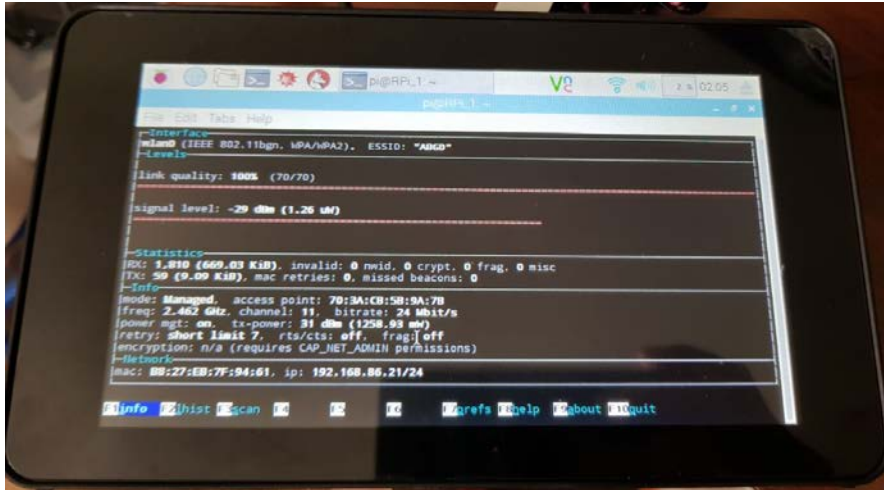 pi@RPi_1: ~
2 % 02:05
pi@RPi_1: ~
File Edit Tabs Help
Interface
wlan0 (IEEE 802.11bgn, WPA/WPA2), ESSID: "ABGD"
Levels
link quality: 100% (70/70)
signal level: -29 dBm (1.26 uW)
Statistics
RX: 1,810 (669.03 KiB), invalid: 0 nwid, 0 crypt, 0 frag, 0 misc
TX: 59 (9.09 KiB), mac retries: 0, missed beacons: 0
Info
mode: Managed, access point: 70:3A:CB:5B:9A:7B
freq: 2.462 GHz, channel: 11, bitrate: 24 Mbit/s
power mgt: on, tx-power: 31 dBm (1258.93 mW)
retry: short limit 7, rts/cts: off, frag: off
encryption: n/a (requires CAP_NET_ADMIN permissions)
Network
mac: B8:27:EB:7F:94:61, ip: 192.168.86.21/24
F1info F2lhist F3scan F4 F5 F6 F7prefs F8help F9about F10quit